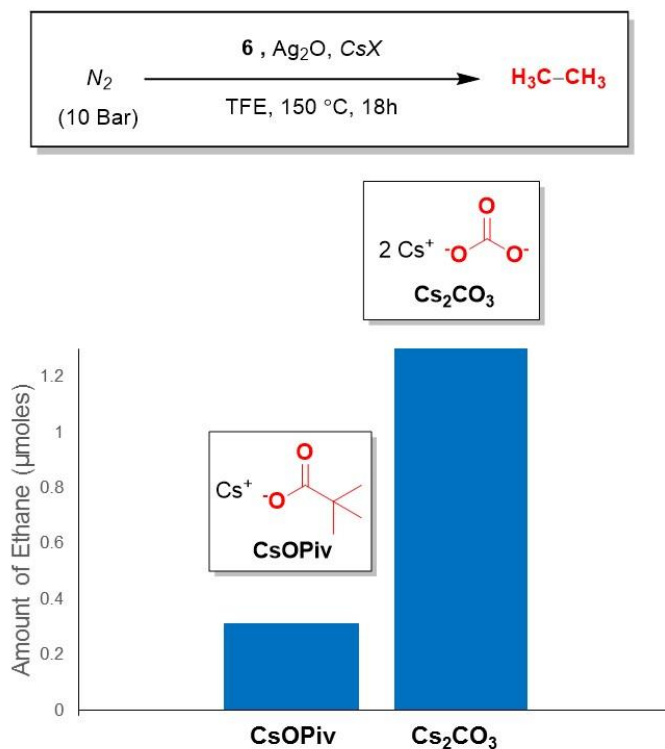 6 , Ag₂O, CsX
N₂
H₃C–CH₃
(10 Bar)
TFE, 150 °C, 18h
O
2 Cs⁺ ⁻O O⁻
Cs₂CO₃
Amount of Ethane (µmoles)
1.2
1
0.8
0.6
0.4
0.2
0
O
Cs⁺ ⁻O
CsOPiv
CsOPiv Cs₂CO₃